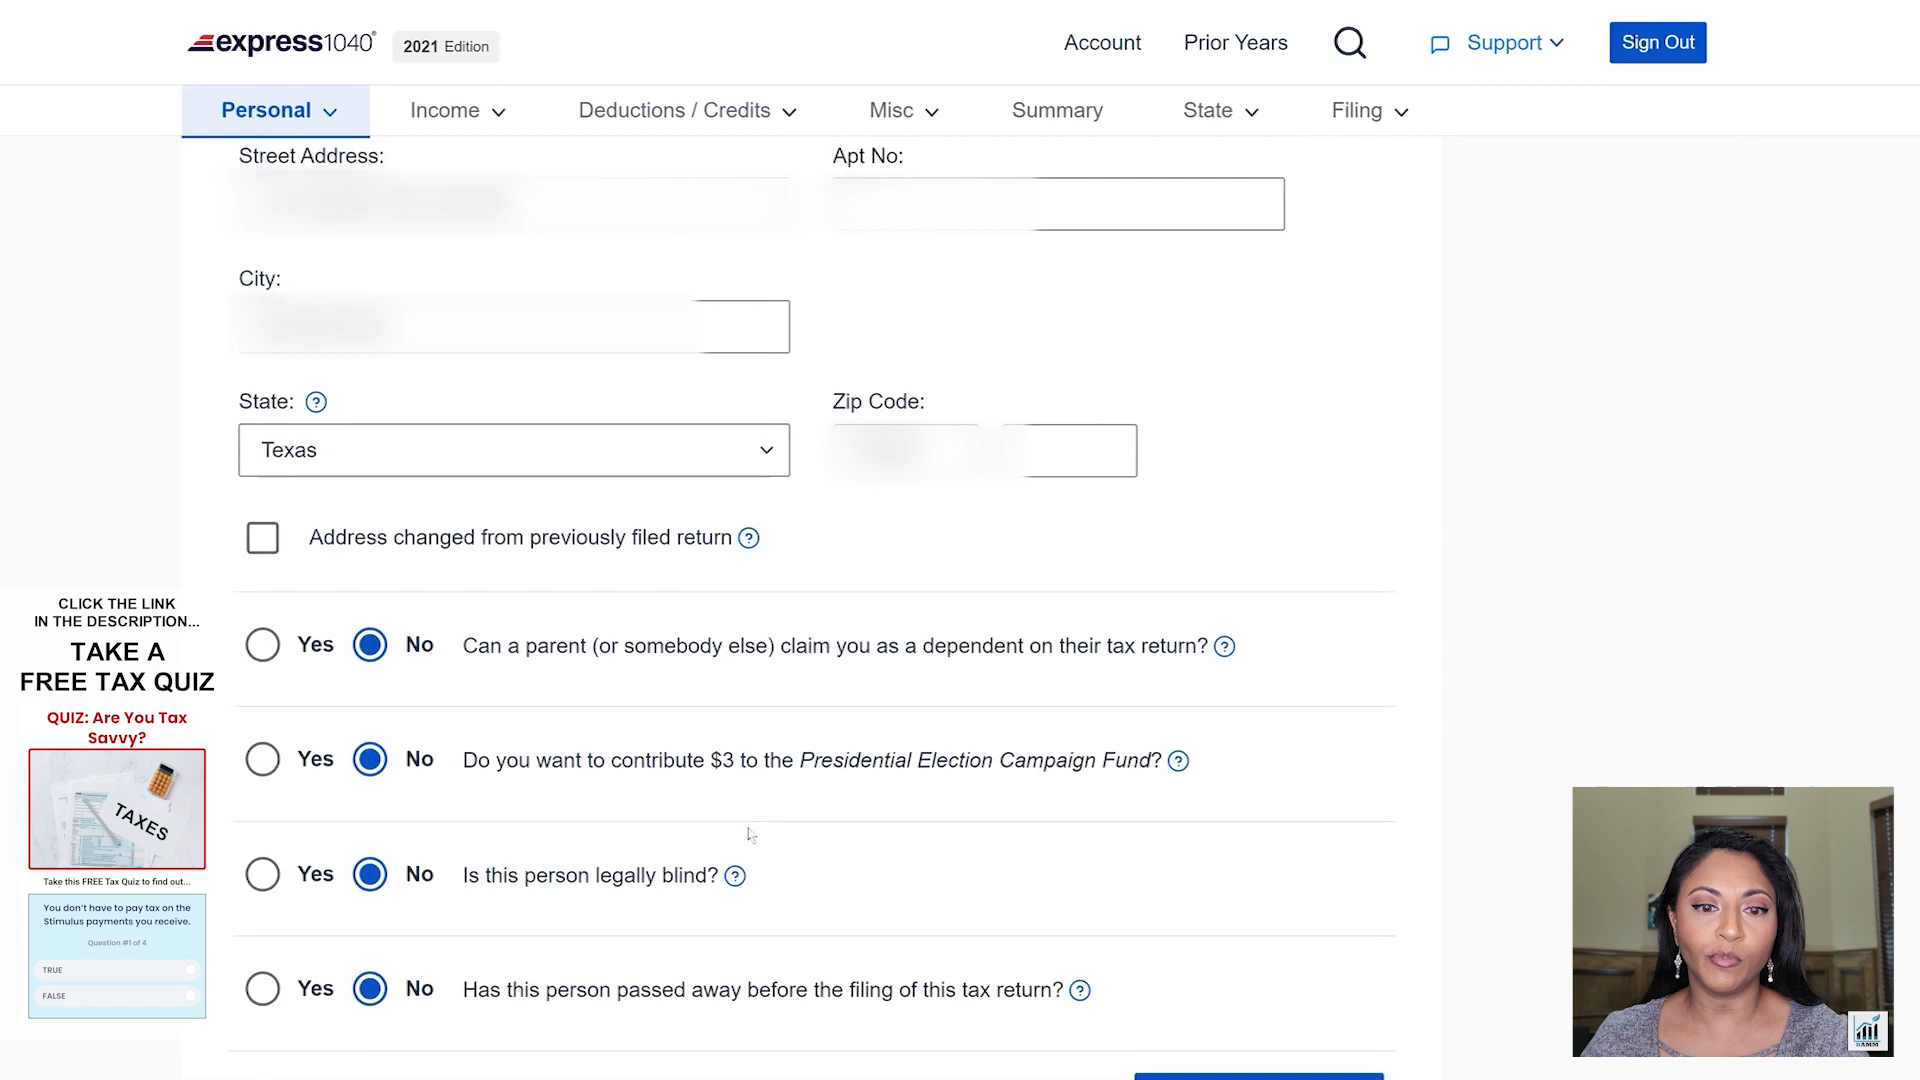 express1040® 2021 Edition Account Prior Years Support Sign Out
Personal Income Deductions / Credits Misc Summary State Filing
Street Address: Apt No:
City:
State: ? Zip Code:
Texas
Address changed from previously filed return ?
Yes No Can a parent (or somebody else) claim you as a dependent on their tax return? ?
Yes No Do you want to contribute $3 to the Presidential Election Campaign Fund? ?
Yes No Is this person legally blind? ?
Yes No Has this person passed away before the filing of this tax return? ?
CLICK THE LINK
IN THE DESCRIPTION...
TAKE A
FREE TAX QUIZ
QUIZ: Are You Tax
Savvy?
TAXES
Take this FREE Tax Quiz to find out...
You don't have to pay tax on the
Stimulus payments you receive.
Question #1 of 4
TRUE
FALSE